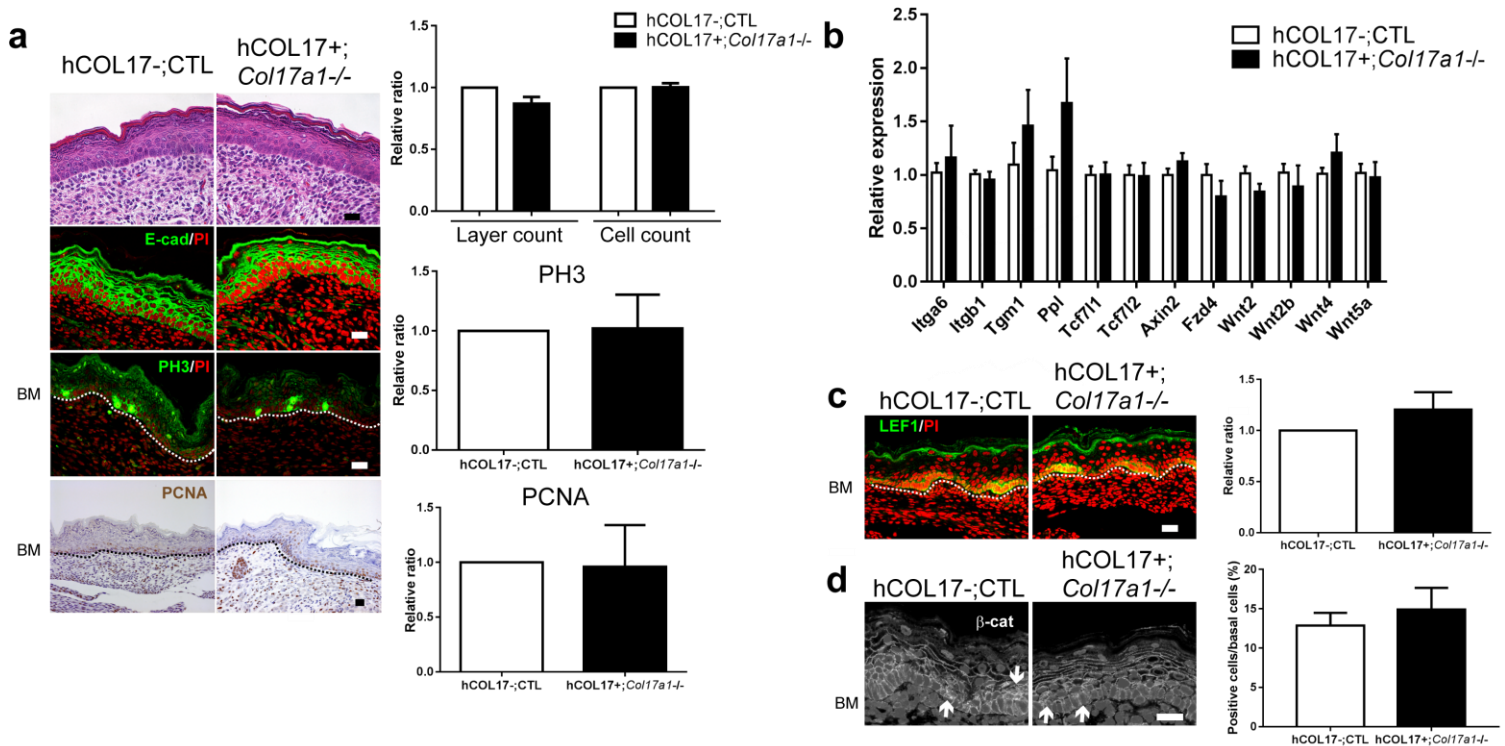 a
hCOL17-;CTL
hCOL17+;
Col17a1-/-
E-cad/PI
PH3/PI
BM
PCNA
BM
hCOL17-;CTL
hCOL17+;Col17a1-/-
Relative ratio
1.5
1.0
0.5
0.0
Layer count
Cell count
PH3
Relative ratio
1.5
1.0
0.5
0.0
hCOL17-;CTL
hCOL17+;Col17a1-/-
PCNA
Relative ratio
1.5
1.0
0.5
0.0
hCOL17-;CTL
hCOL17+;Col17a1-/-
b
hCOL17-;CTL
hCOL17+;Col17a1-/-
Relative expression
2.5
2.0
1.5
1.0
0.5
0.0
Itga6
Itgb1
Tgm1
Ppl
Tcf7l1
Tcf7l2
Axin2
Fzd4
Wnt2
Wnt2b
Wnt4
Wnt5a
c
hCOL17-;CTL
hCOL17+;
Col17a1-/-
LEF1/PI
BM
Relative ratio
1.5
1.0
0.5
0.0
hCOL17-;CTL
hCOL17+;Col17a1-/-
d
hCOL17-;CTL
hCOL17+;
Col17a1-/-
β-cat
BM
Positive cells/basal cells (%)
20
15
10
5
0
hCOL17-;CTL
hCOL17+;Col17a1-/-